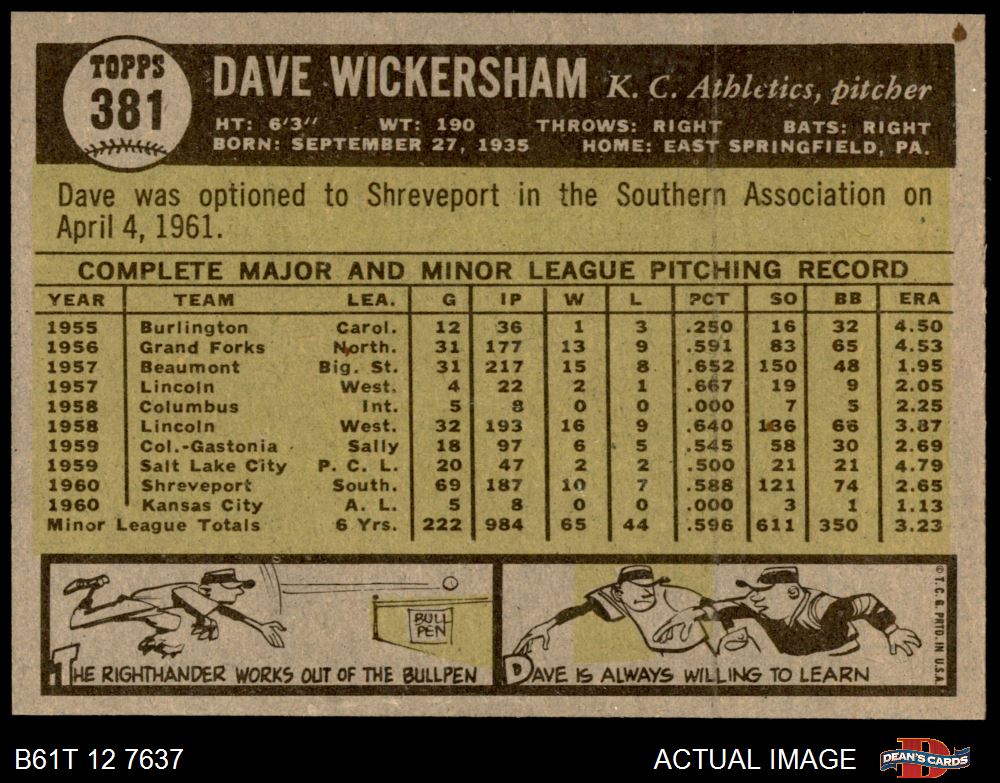 TOPPS
381
DAVE WICKERSHAM K. C. Athletics, pitcher
HT: 6'3" WT: 190 THROWS: RIGHT BATS: RIGHT
BORN: SEPTEMBER 27, 1935 HOME: EAST SPRINGFIELD, PA.
Dave was optioned to Shreveport in the Southern Association on
April 4, 1961.
COMPLETE MAJOR AND MINOR LEAGUE PITCHING RECORD
YEAR TEAM LEA. G IP W L PCT SO BB ERA
1955 Burlington Carol. 12 36 1 3 .250 16 32 4.50
1956 Grand Forks North. 31 177 13 9 .591 83 65 4.53
1957 Beaumont Big. St. 31 217 15 8 .652 150 48 1.95
1957 Lincoln West. 4 22 2 1 .667 19 9 2.05
1958 Columbus Int. 5 8 0 0 .000 7 5 2.25
1958 Lincoln West. 32 193 16 9 .640 136 66 3.87
1959 Col.-Gastonia Sally 18 97 6 5 .545 58 30 2.69
1959 Salt Lake City P. C. L. 20 47 2 2 .500 21 21 4.79
1960 Shreveport South. 69 187 10 7 .588 121 74 2.65
1960 Kansas City A. L. 5 8 0 0 .000 3 1 1.13
Minor League Totals 6 Yrs. 222 984 65 44 .596 611 350 3.23
BULL
PEN
THE RIGHTHANDER WORKS OUT OF THE BULLPEN
DAVE IS ALWAYS WILLING TO LEARN
© T. C. G. PRTD. IN U.S.A.
B61T 12 7637
ACTUAL IMAGE
D
DEAN'S CARDS